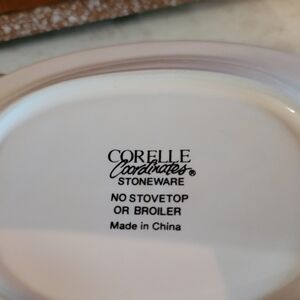 CORELLE
Coordinates®
STONEWARE
NO STOVETOP
OR BROILER
Made in China